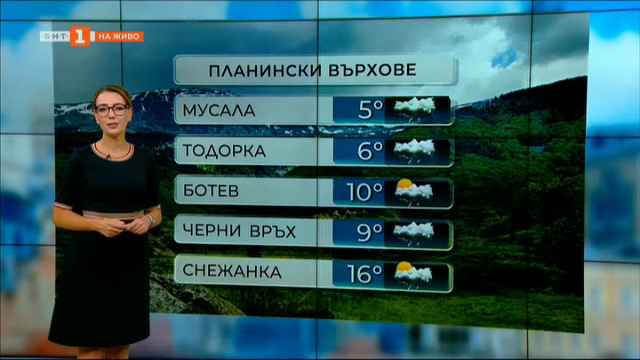 БНТ 1 НА ЖИВО
ПЛАНИНСКИ ВЪРХОВЕ
МУСАЛА 5°
ТОДОРКА 6°
БОТЕВ 10°
ЧЕРНИ ВРЪХ 9°
СНЕЖАНКА 16°